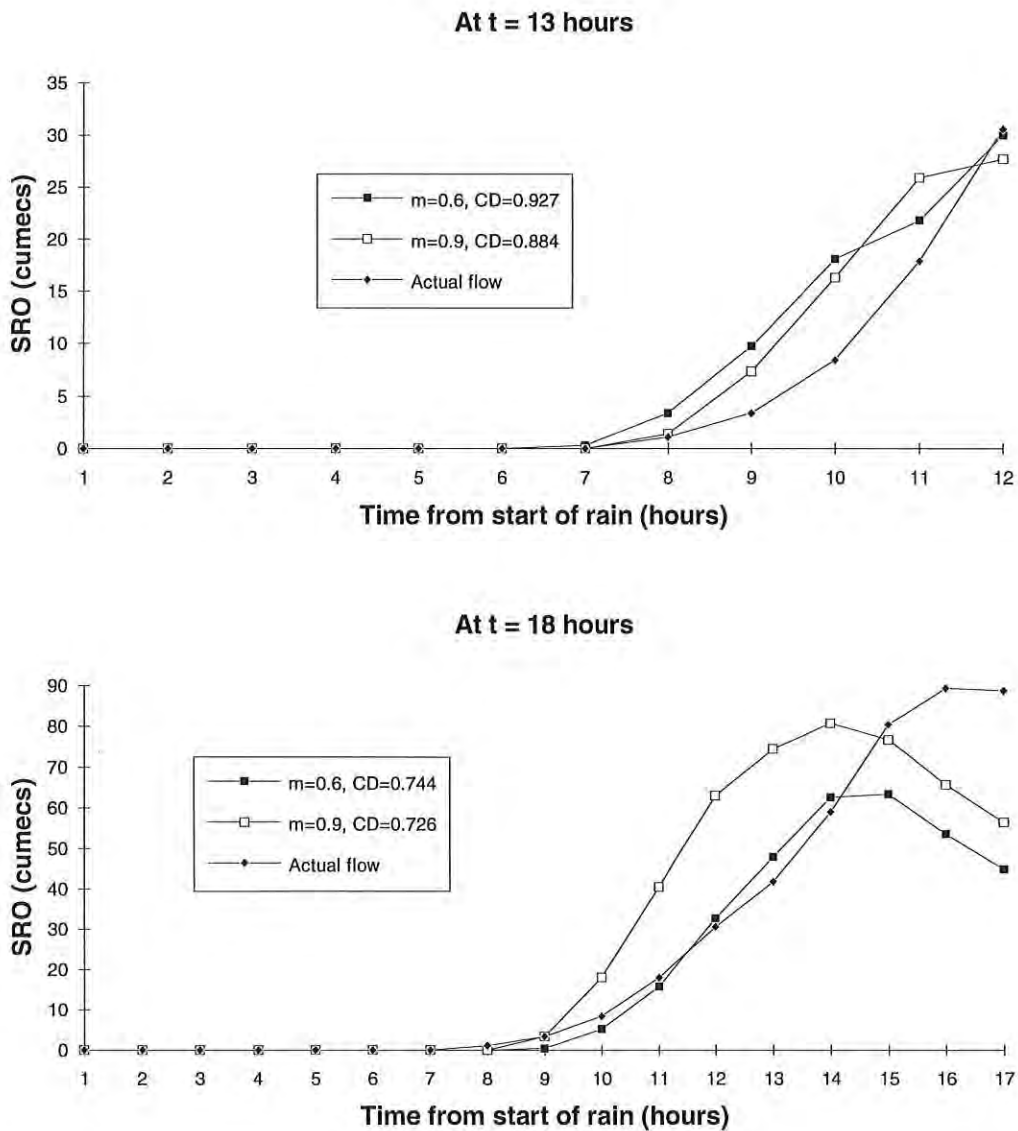 At t = 13 hours
35
30
25
20
15
10
5
0
SRO (cumecs)
m=0.6, CD=0.927
m=0.9, CD=0.884
Actual flow
1 2 3 4 5 6 7 8 9 10 11 12
Time from start of rain (hours)
At t = 18 hours
90
80
70
60
50
40
30
20
10
0
SRO (cumecs)
m=0.6, CD=0.744
m=0.9, CD=0.726
Actual flow
1 2 3 4 5 6 7 8 9 10 11 12 13 14 15 16 17
Time from start of rain (hours)